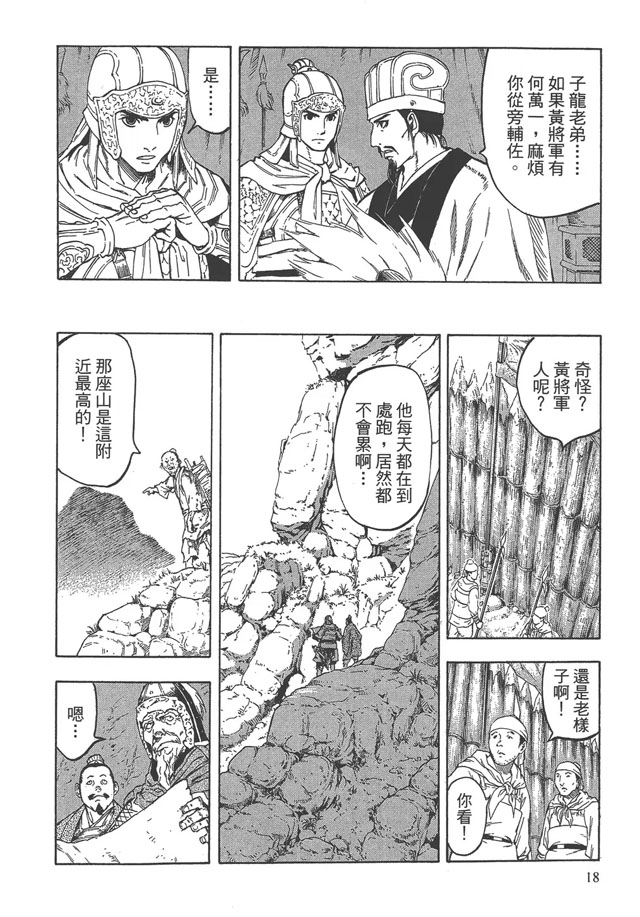 子龍老弟……
如果黃將軍有
何萬一，麻煩
你從旁輔佐。
是……
奇怪？
黃將軍
人呢？
還是老樣
子啊！
你看！
他每天都在到
處跑，居然都
不會累啊…
那座山是這附
近最高的！
嗯…
18